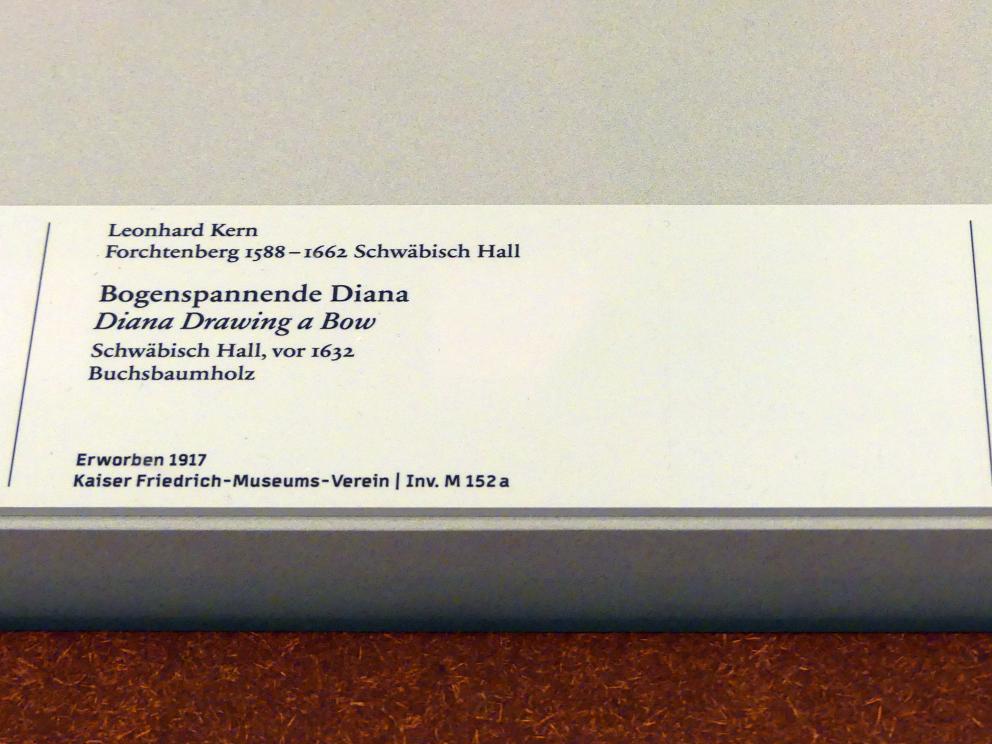 Leonhard Kern
Forchtenberg 1588–1662 Schwäbisch Hall
Bogenspannende Diana
Diana Drawing a Bow
Schwäbisch Hall, vor 1632
Buchsbaumholz
Erworben 1917
Kaiser Friedrich-Museums-Verein | Inv. M 152 a